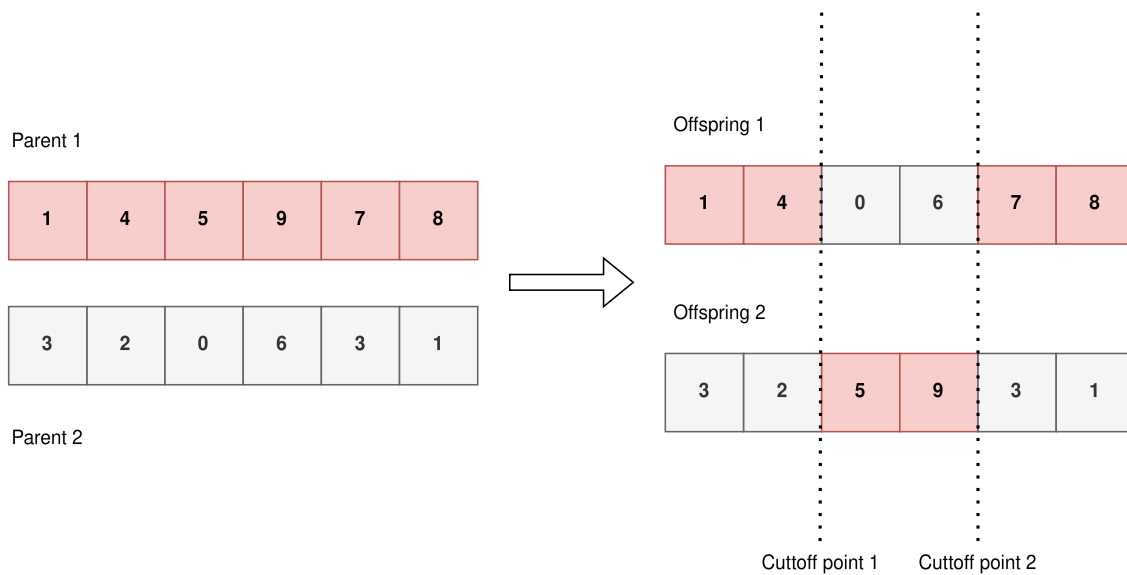 Parent 1
1 4 5 9 7 8
3 2 0 6 3 1
Parent 2
Offspring 1
1 4 0 6 7 8
Offspring 2
3 2 5 9 3 1
Cuttoff point 1
Cuttoff point 2